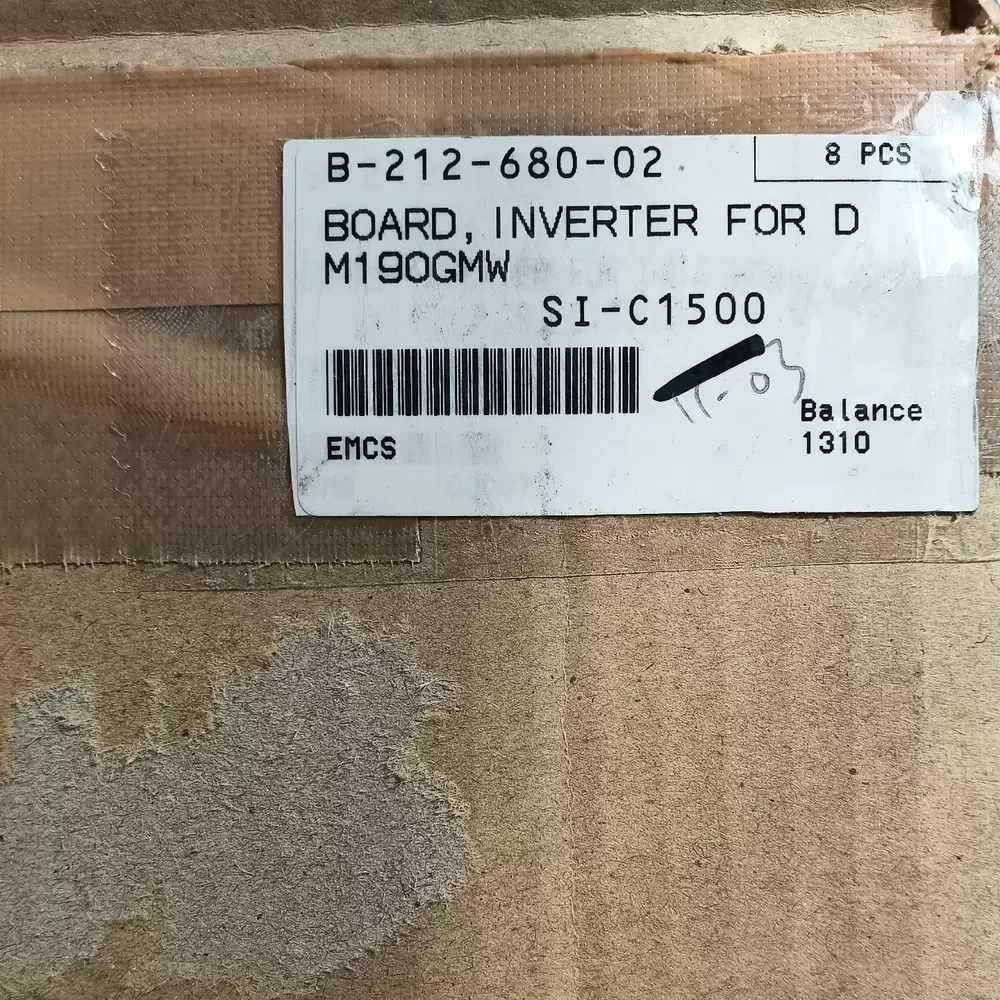 B-212-680-02
8 PCS
BOARD, INVERTER FOR D
M190GMW
SI-C1500
Balance
1310
EMCS